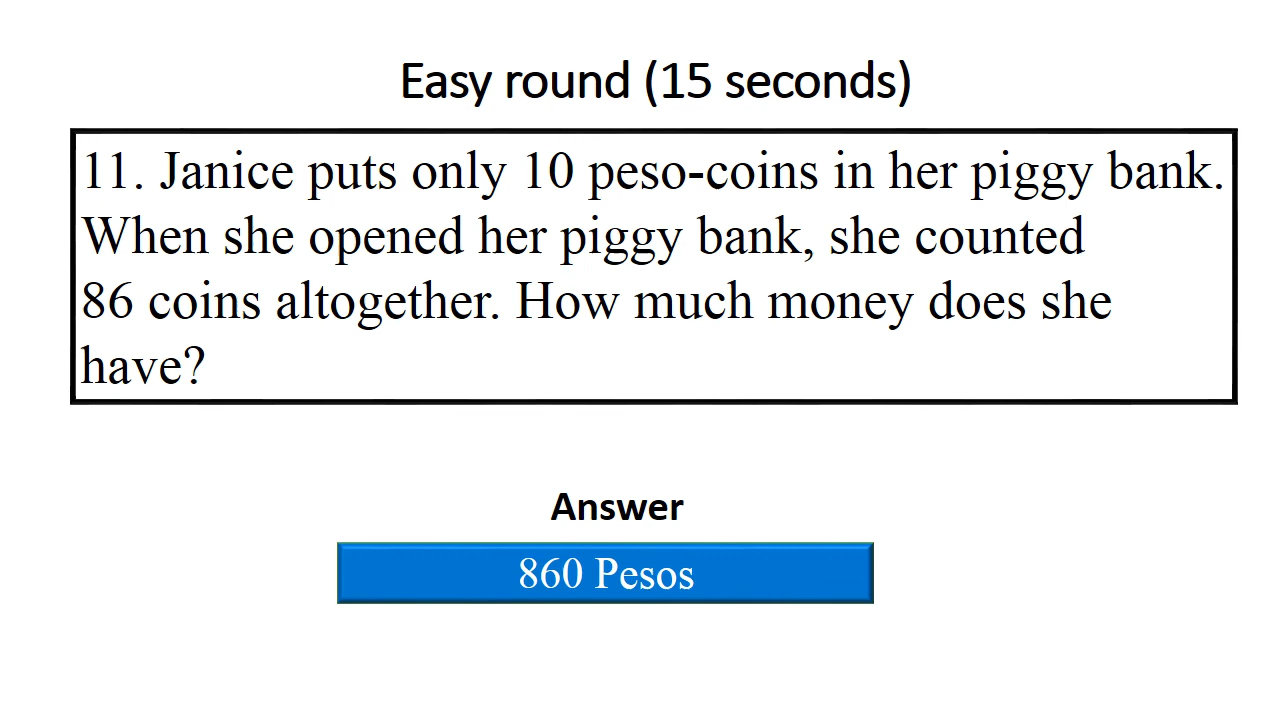 Easy round (15 seconds)
11. Janice puts only 10 peso-coins in her piggy bank.
When she opened her piggy bank, she counted
86 coins altogether. How much money does she
have?
Answer
860 Pesos